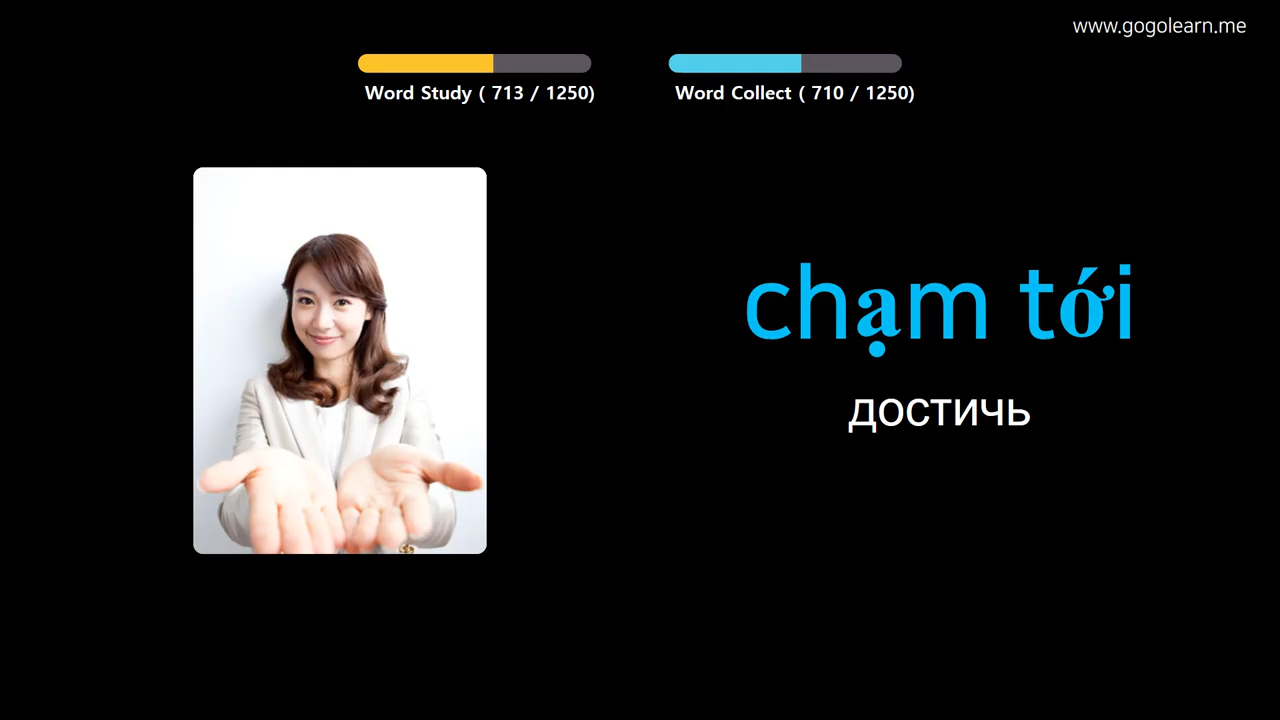 www.gogolearn.me
Word Study ( 713 / 1250)
Word Collect ( 710 / 1250)
chạm tới
достичь